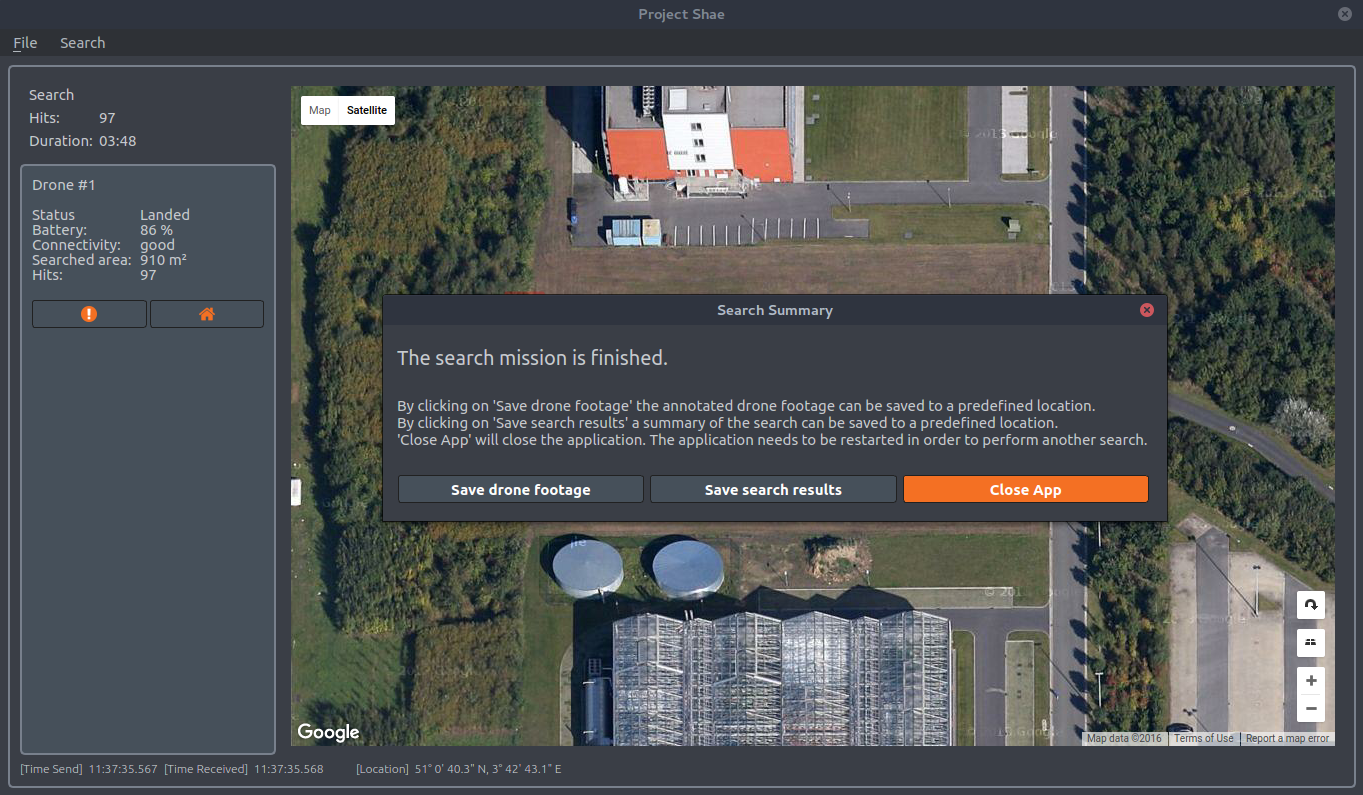 Project Shae
File Search
Search
Hits: 97
Duration: 03:48
Drone #1
Status Landed
Battery: 86 %
Connectivity: good
Searched area: 910 m²
Hits: 97
Map Satellite
Search Summary
The search mission is finished.
By clicking on 'Save drone footage' the annotated drone footage can be saved to a predefined location.
By clicking on 'Save search results' a summary of the search can be saved to a predefined location.
'Close App' will close the application. The application needs to be restarted in order to perform another search.
Save drone footage Save search results Close App
Google
Map data ©2016 Terms of Use Report a map error
[Time Send] 11:37:35.567 [Time Received] 11:37:35.568 [Location] 51° 0' 40.3" N, 3° 42' 43.1" E